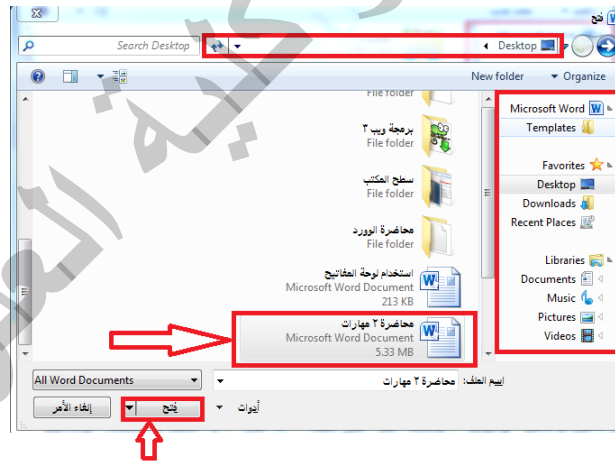 فتح
Desktop
Search Desktop
Organize
New folder
Microsoft Word
Templates
Favorites
Desktop
Downloads
Recent Places
Libraries
Documents
Music
Pictures
Videos
File folder
برمجة ويب ٣
File folder
سطح المكتب
File folder
محاضرة الوورد
File folder
استخدام لوحة المفاتيح
Microsoft Word Document
213 KB
محاضرة ٢ مهارات
Microsoft Word Document
5.33 MB
اسم الملف: محاضرة ٢ مهارات
All Word Documents
أدوات
فتح
إلغاء الأمر